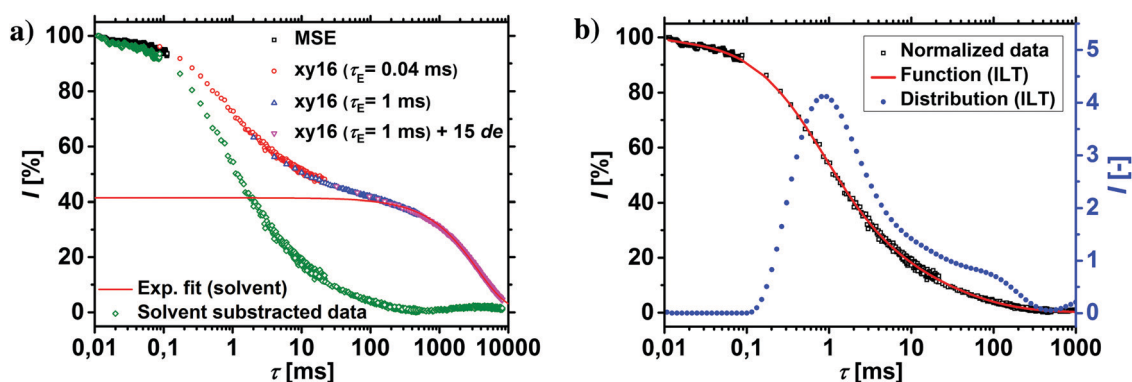 a)
I [%]
100
80
60
40
20
0
MSE
xy16 (τE= 0.04 ms)
xy16 (τE= 1 ms)
xy16 (τE= 1 ms) + 15 de
Exp. fit (solvent)
Solvent substracted data
0,01 0,1 1 10 100 1000 10000
τ [ms]
b)
I [%]
100
80
60
40
20
0
Normalized data
Function (ILT)
Distribution (ILT)
5
4
3
2
1
0
I [-]
0,01 0,1 1 10 100 1000
τ [ms]